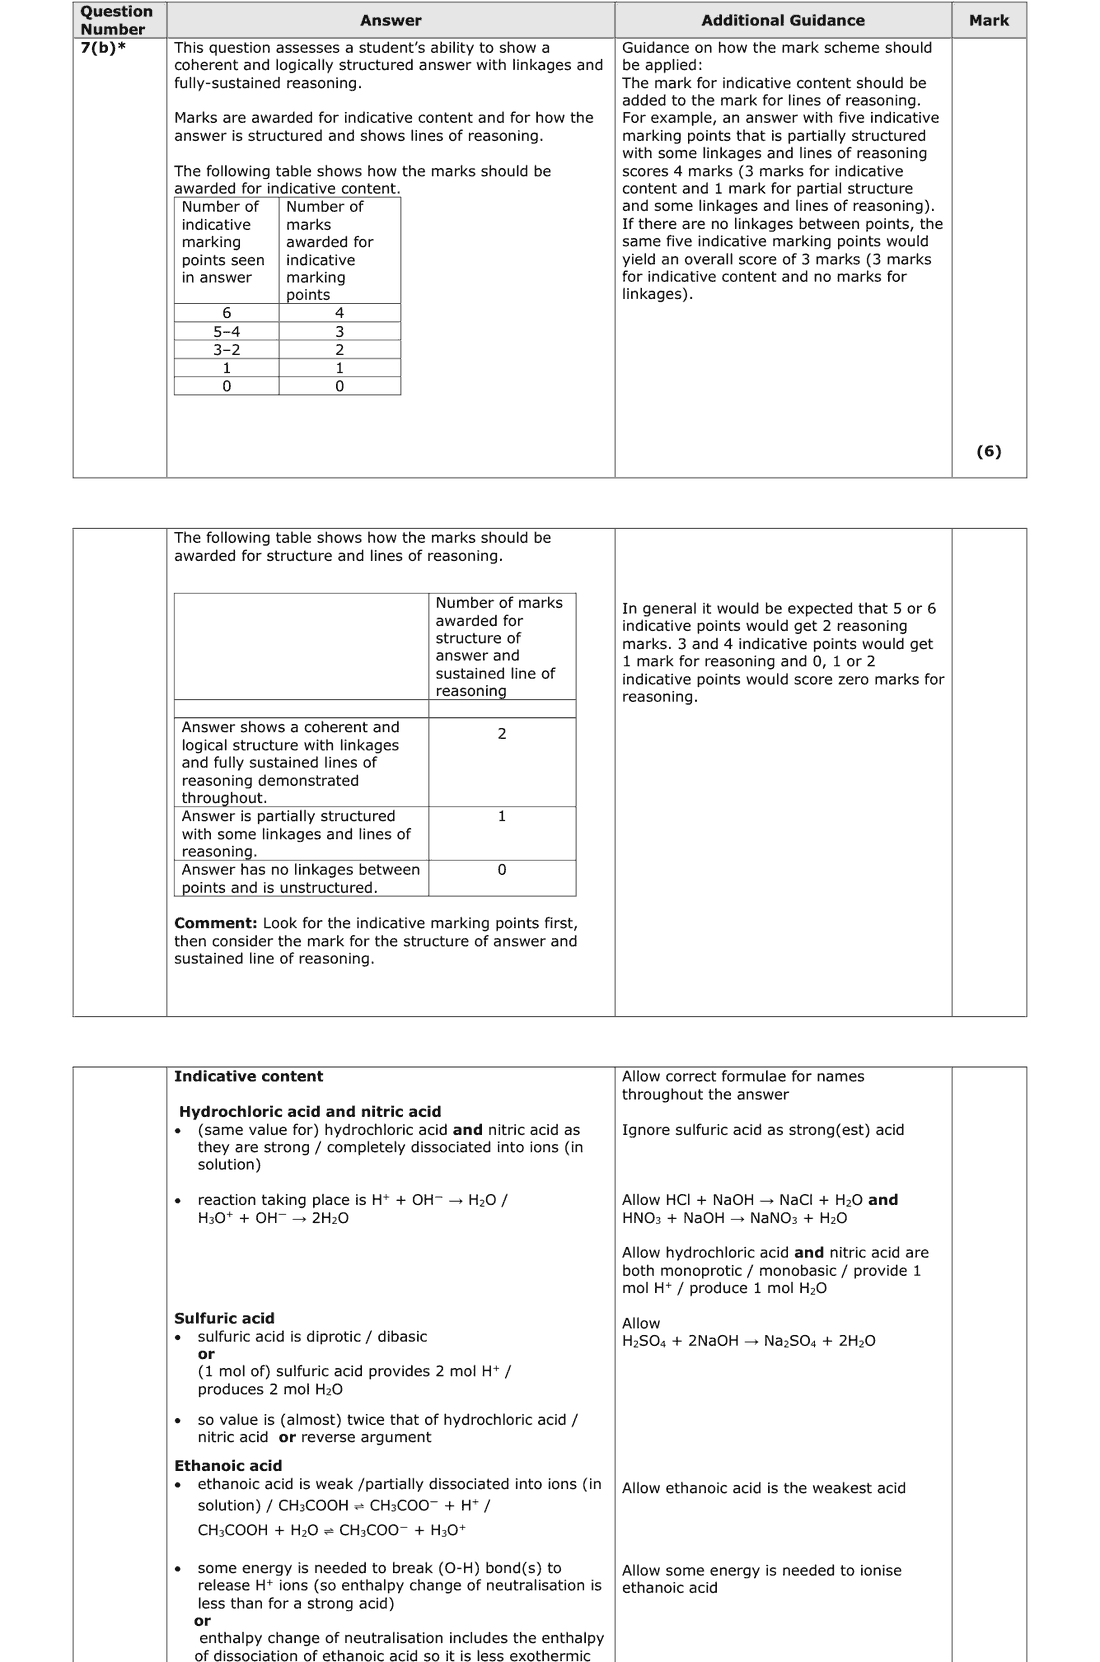 Question Number
Answer
Additional Guidance
Mark
7(b)*
This question assesses a student’s ability to show a
coherent and logically structured answer with linkages and
fully-sustained reasoning.
Marks are awarded for indicative content and for how the
answer is structured and shows lines of reasoning.
The following table shows how the marks should be
awarded for indicative content.
Number of indicative marking points seen in answer
Number of marks awarded for indicative marking points
6 4
5–4 3
3–2 2
1 1
0 0
Guidance on how the mark scheme should
be applied:
The mark for indicative content should be
added to the mark for lines of reasoning.
For example, an answer with five indicative
marking points that is partially structured
with some linkages and lines of reasoning
scores 4 marks (3 marks for indicative
content and 1 mark for partial structure
and some linkages and lines of reasoning).
If there are no linkages between points, the
same five indicative marking points would
yield an overall score of 3 marks (3 marks
for indicative content and no marks for
linkages).
(6)
The following table shows how the marks should be
awarded for structure and lines of reasoning.
Number of marks
awarded for
structure of
answer and
sustained line of
reasoning
Answer shows a coherent and
logical structure with linkages
and fully sustained lines of
reasoning demonstrated
throughout.
2
Answer is partially structured
with some linkages and lines of
reasoning.
1
Answer has no linkages between
points and is unstructured.
0
Comment: Look for the indicative marking points first,
then consider the mark for the structure of answer and
sustained line of reasoning.
In general it would be expected that 5 or 6
indicative points would get 2 reasoning
marks. 3 and 4 indicative points would get
1 mark for reasoning and 0, 1 or 2
indicative points would score zero marks for
reasoning.
Indicative content
Hydrochloric acid and nitric acid
• (same value for) hydrochloric acid and nitric acid as
they are strong / completely dissociated into ions (in
solution)
• reaction taking place is H⁺ + OH⁻ → H₂O /
H₃O⁺ + OH⁻ → 2H₂O
Sulfuric acid
• sulfuric acid is diprotic / dibasic
or
(1 mol of) sulfuric acid provides 2 mol H⁺ /
produces 2 mol H₂O
• so value is (almost) twice that of hydrochloric acid /
nitric acid or reverse argument
Ethanoic acid
• ethanoic acid is weak /partially dissociated into ions (in
solution) / CH₃COOH ⇌ CH₃COO⁻ + H⁺ /
CH₃COOH + H₂O ⇌ CH₃COO⁻ + H₃O⁺
• some energy is needed to break (O-H) bond(s) to
release H⁺ ions (so enthalpy change of neutralisation is
less than for a strong acid)
or
enthalpy change of neutralisation includes the enthalpy
of dissociation of ethanoic acid so it is less exothermic
Allow correct formulae for names
throughout the answer
Ignore sulfuric acid as strong(est) acid
Allow HCl + NaOH → NaCl + H₂O and
HNO₃ + NaOH → NaNO₃ + H₂O
Allow hydrochloric acid and nitric acid are
both monoprotic / monobasic / provide 1
mol H⁺ / produce 1 mol H₂O
Allow
H₂SO₄ + 2NaOH → Na₂SO₄ + 2H₂O
Allow ethanoic acid is the weakest acid
Allow some energy is needed to ionise
ethanoic acid